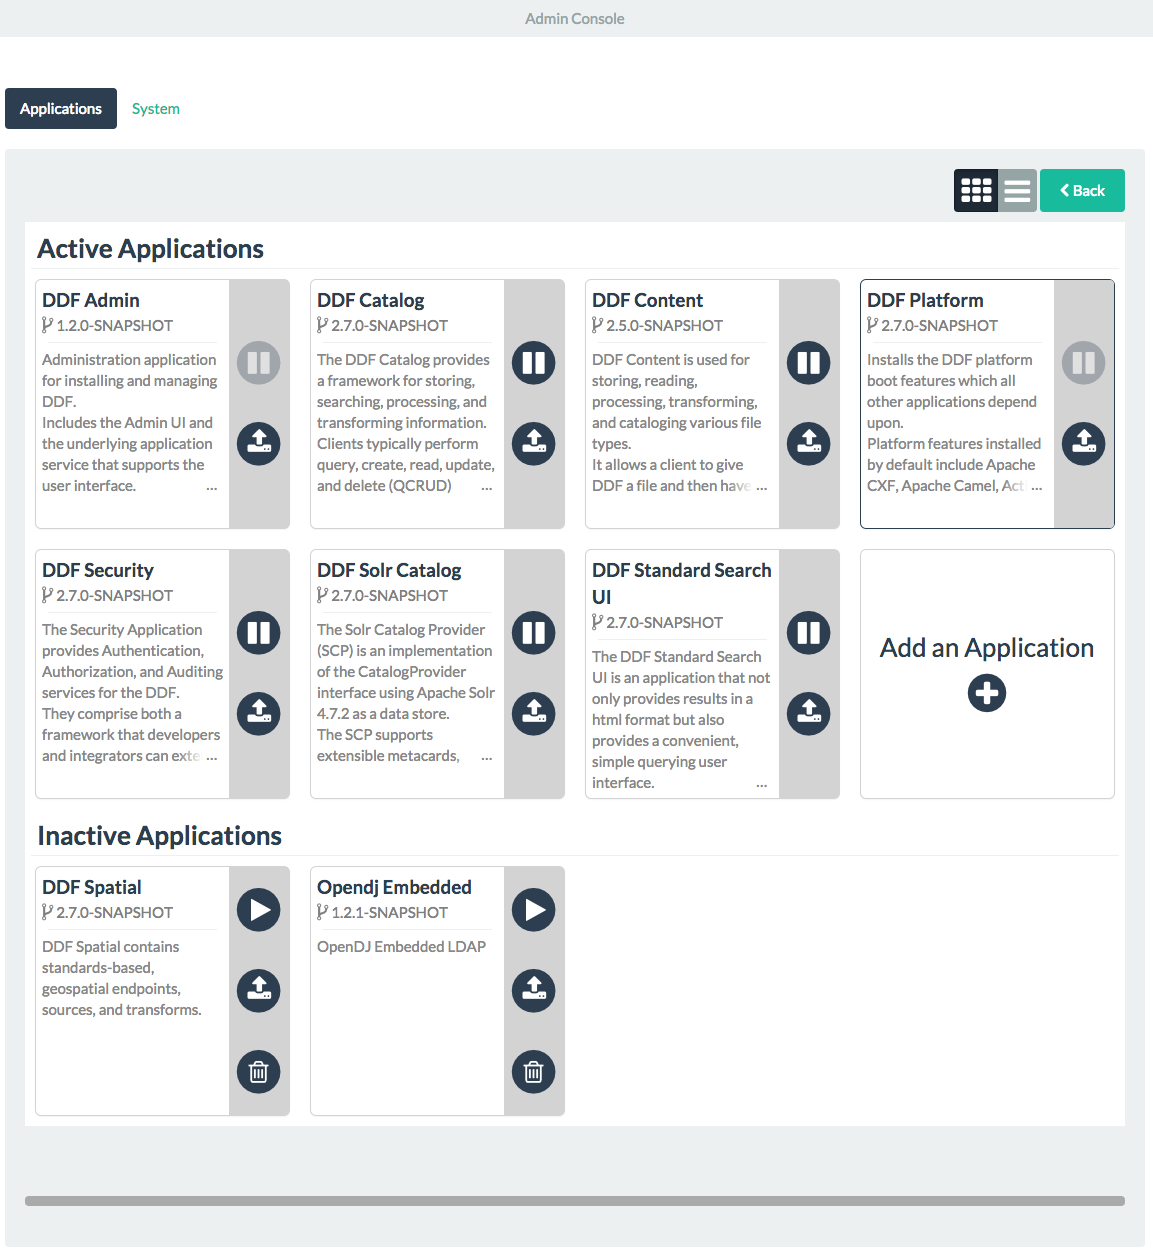 Admin Console
Applications
System
Back
Active Applications
DDF Admin
1.2.0-SNAPSHOT
Administration application
for installing and managing
DDF.
Includes the Admin UI and
the underlying application
service that supports the
user interface.
...
DDF Catalog
2.7.0-SNAPSHOT
The DDF Catalog provides
a framework for storing,
searching, processing, and
transforming information.
Clients typically perform
query, create, read, update,
and delete (QCRUD)
...
DDF Content
2.5.0-SNAPSHOT
DDF Content is used for
storing, reading,
processing, transforming,
and cataloging various file
types.
It allows a client to give
DDF a file and then have ...
DDF Platform
2.7.0-SNAPSHOT
Installs the DDF platform
boot features which all
other applications depend
upon.
Platform features installed
by default include Apache
CXF, Apache Camel, Act ...
DDF Security
2.7.0-SNAPSHOT
The Security Application
provides Authentication,
Authorization, and Auditing
services for the DDF.
They comprise both a
framework that developers
and integrators can exte ...
DDF Solr Catalog
2.7.0-SNAPSHOT
The Solr Catalog Provider
(SCP) is an implementation
of the CatalogProvider
interface using Apache Solr
4.7.2 as a data store.
The SCP supports
extensible metacards, ...
DDF Standard Search
UI
2.7.0-SNAPSHOT
The DDF Standard Search
UI is an application that not
only provides results in a
html format but also
provides a convenient,
simple querying user
interface.
...
Add an Application
Inactive Applications
DDF Spatial
2.7.0-SNAPSHOT
DDF Spatial contains
standards-based,
geospatial endpoints,
sources, and transforms.
Opendj Embedded
1.2.1-SNAPSHOT
OpenDJ Embedded LDAP